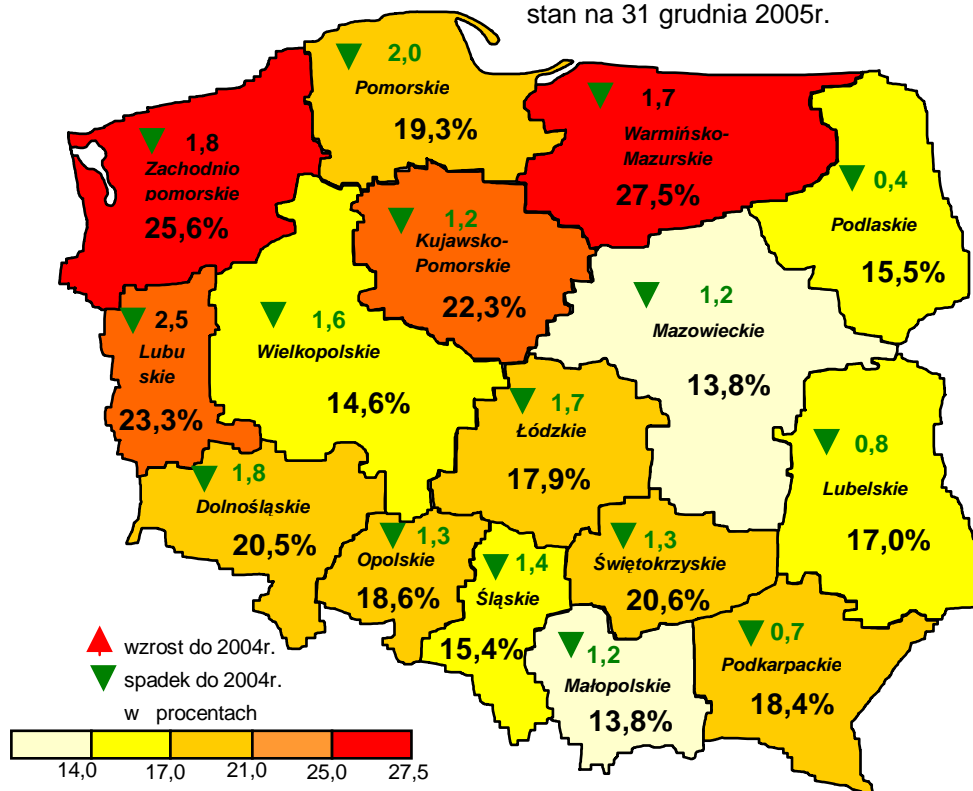 stan na 31 grudnia 2005r.
2,0
Pomorskie
19,3%
1,7
Warmińsko-
Mazurskie
27,5%
1,8
Zachodnio
pomorskie
25,6%
0,4
Podlaskie
15,5%
1,2
Kujawsko-
Pomorskie
22,3%
1,2
Mazowieckie
13,8%
2,5
Lubu
skie
23,3%
1,6
Wielkopolskie
14,6%
1,7
Łódzkie
17,9%
0,8
Lubelskie
17,0%
1,8
Dolnośląskie
20,5%
1,3
Opolskie
18,6%
1,4
Śląskie
15,4%
1,3
Świętokrzyskie
20,6%
1,2
Małopolskie
13,8%
0,7
Podkarpackie
18,4%
wzrost do 2004r.
spadek do 2004r.
w procentach
14,0 17,0 21,0 25,0 27,5